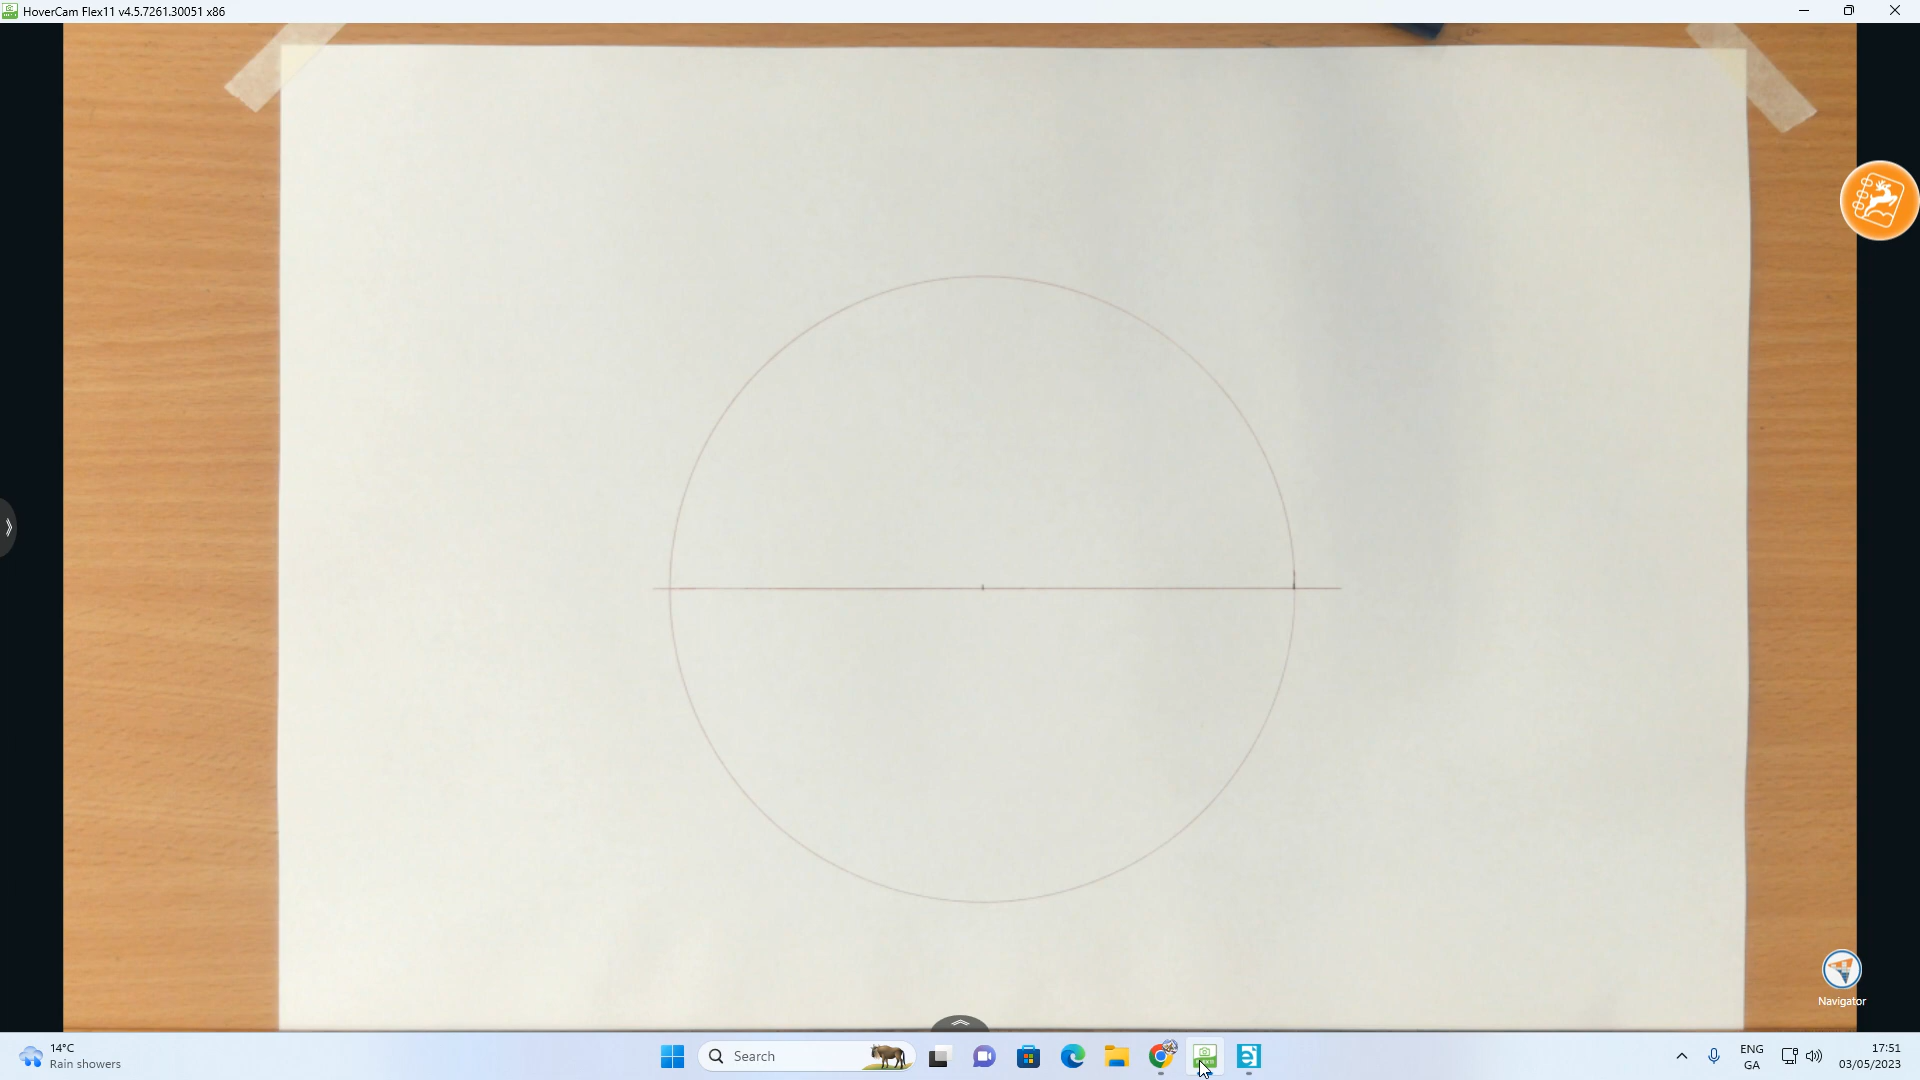 HoverCam Flex11 v4.5.7261.30051 x86
Navigator
14°C
Rain showers
Search
ENG
GA
17:51
03/05/2023